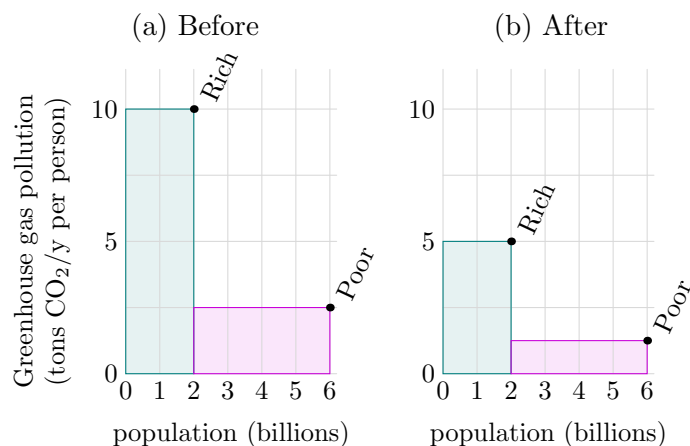 (a) Before
(b) After
Greenhouse gas pollution
(tons CO₂/y per person)
10
5
0
Rich
Poor
0 1 2 3 4 5 6
population (billions)
10
5
0
Rich
Poor
0 1 2 3 4 5 6
population (billions)